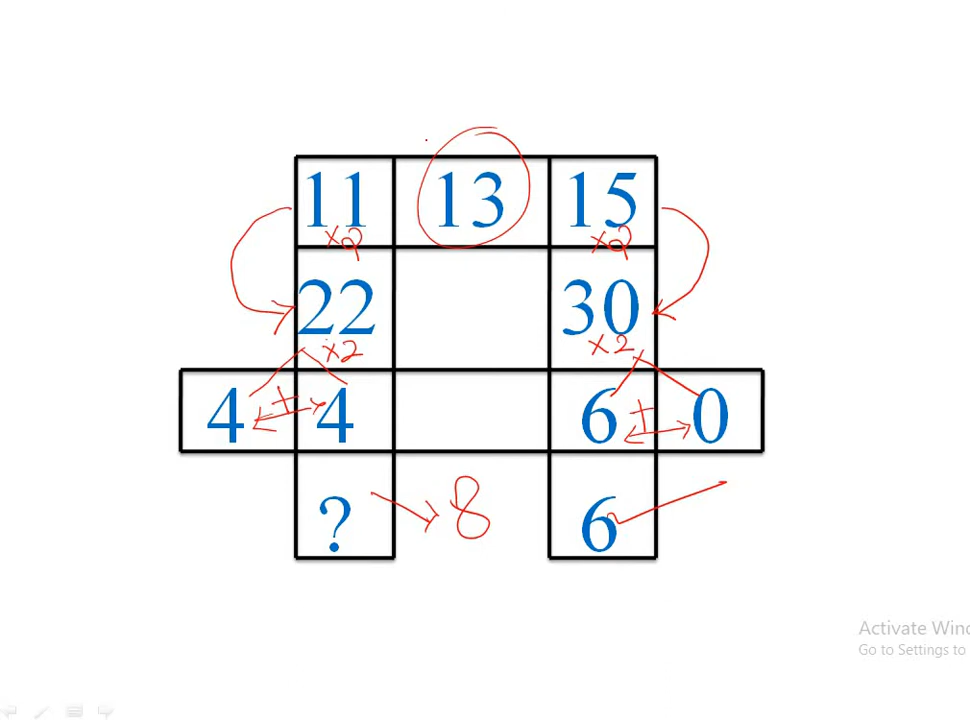 11 13 15
×2 ×2
22 30
×2 ×2
4 + 4 6 + 0
? 8 6
Activate Wind
Go to Settings to